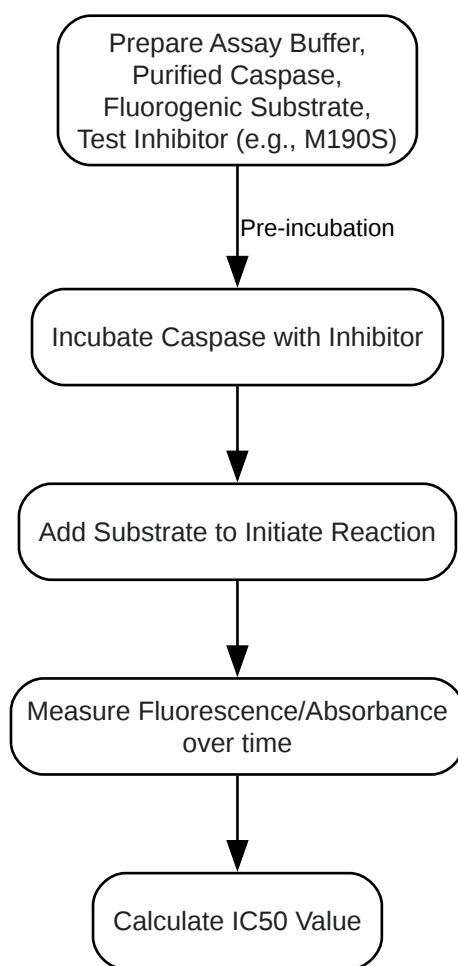 Prepare Assay Buffer,
Purified Caspase,
Fluorogenic Substrate,
Test Inhibitor (e.g., M190S)
Pre-incubation
Incubate Caspase with Inhibitor
Add Substrate to Initiate Reaction
Measure Fluorescence/Absorbance
over time
Calculate IC50 Value